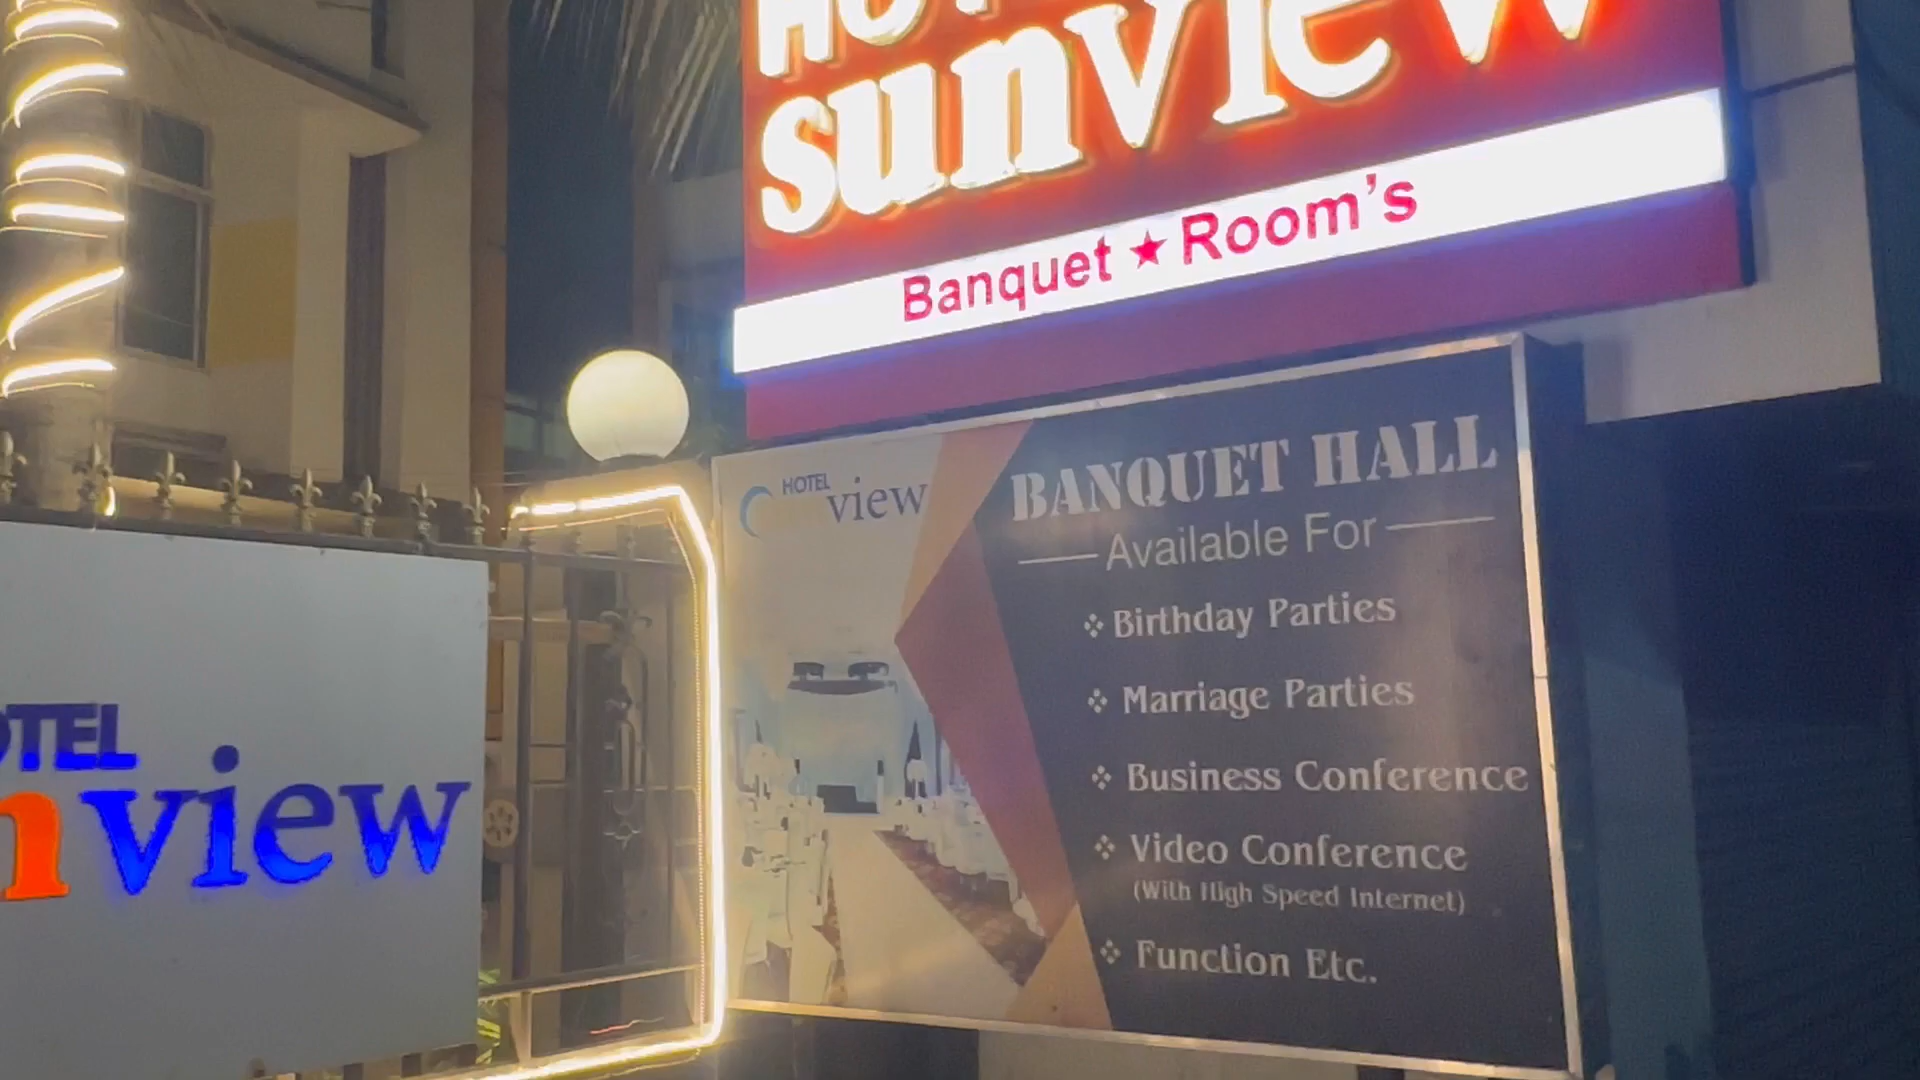 sunview
Banquet ★ Room's
HOTEL
view
BANQUET HALL
Available For
Birthday Parties
Marriage Parties
Business Conference
Video Conference
(With High Speed Internet)
Function Etc.
OTEL
nview